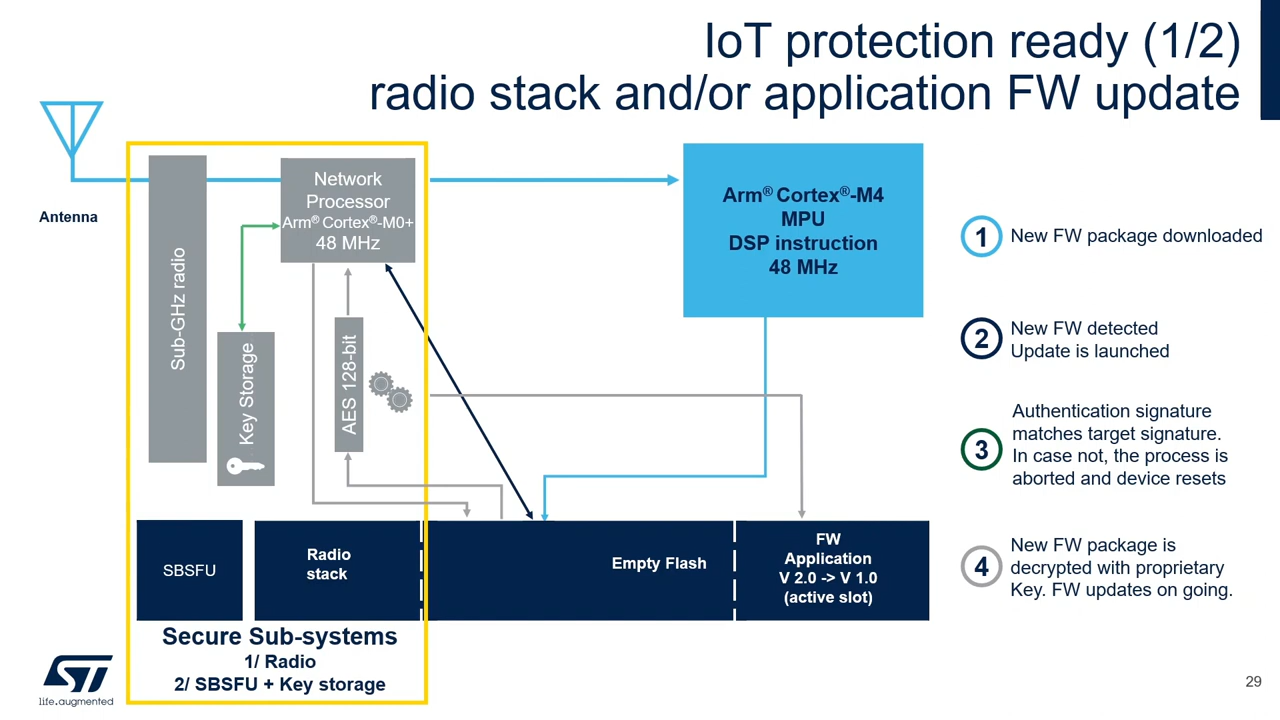 IoT protection ready (1/2)
radio stack and/or application FW update
Antenna
Sub-GHz radio
Network
Processor
Arm® Cortex®-M0+
48 MHz
Key Storage
AES 128-bit
Arm® Cortex®-M4
MPU
DSP instruction
48 MHz
1 New FW package downloaded
2 New FW detected
Update is launched
3 Authentication signature
matches target signature.
In case not, the process is
aborted and device resets
4 New FW package is
decrypted with proprietary
Key. FW updates on going.
SBSFU
Radio
stack
Empty Flash
FW
Application
V 2.0 -> V 1.0
(active slot)
Secure Sub-systems
1/ Radio
2/ SBSFU + Key storage
ST
life.augmented
29